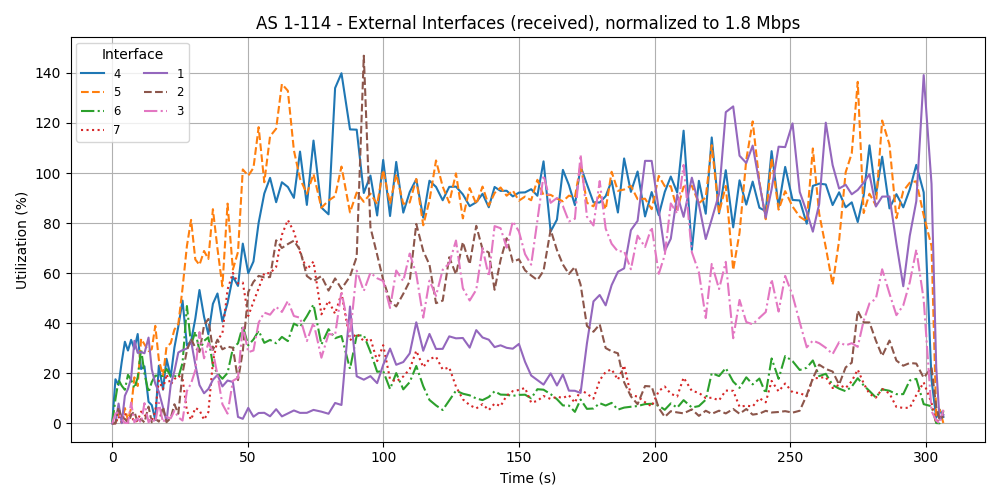 AS 1-114 - External Interfaces (received), normalized to 1.8 Mbps
Interface
4 1
5 2
6 3
7
Utilization (%)
140
120
100
80
60
40
20
0
0 50 100 150 200 250 300
Time (s)